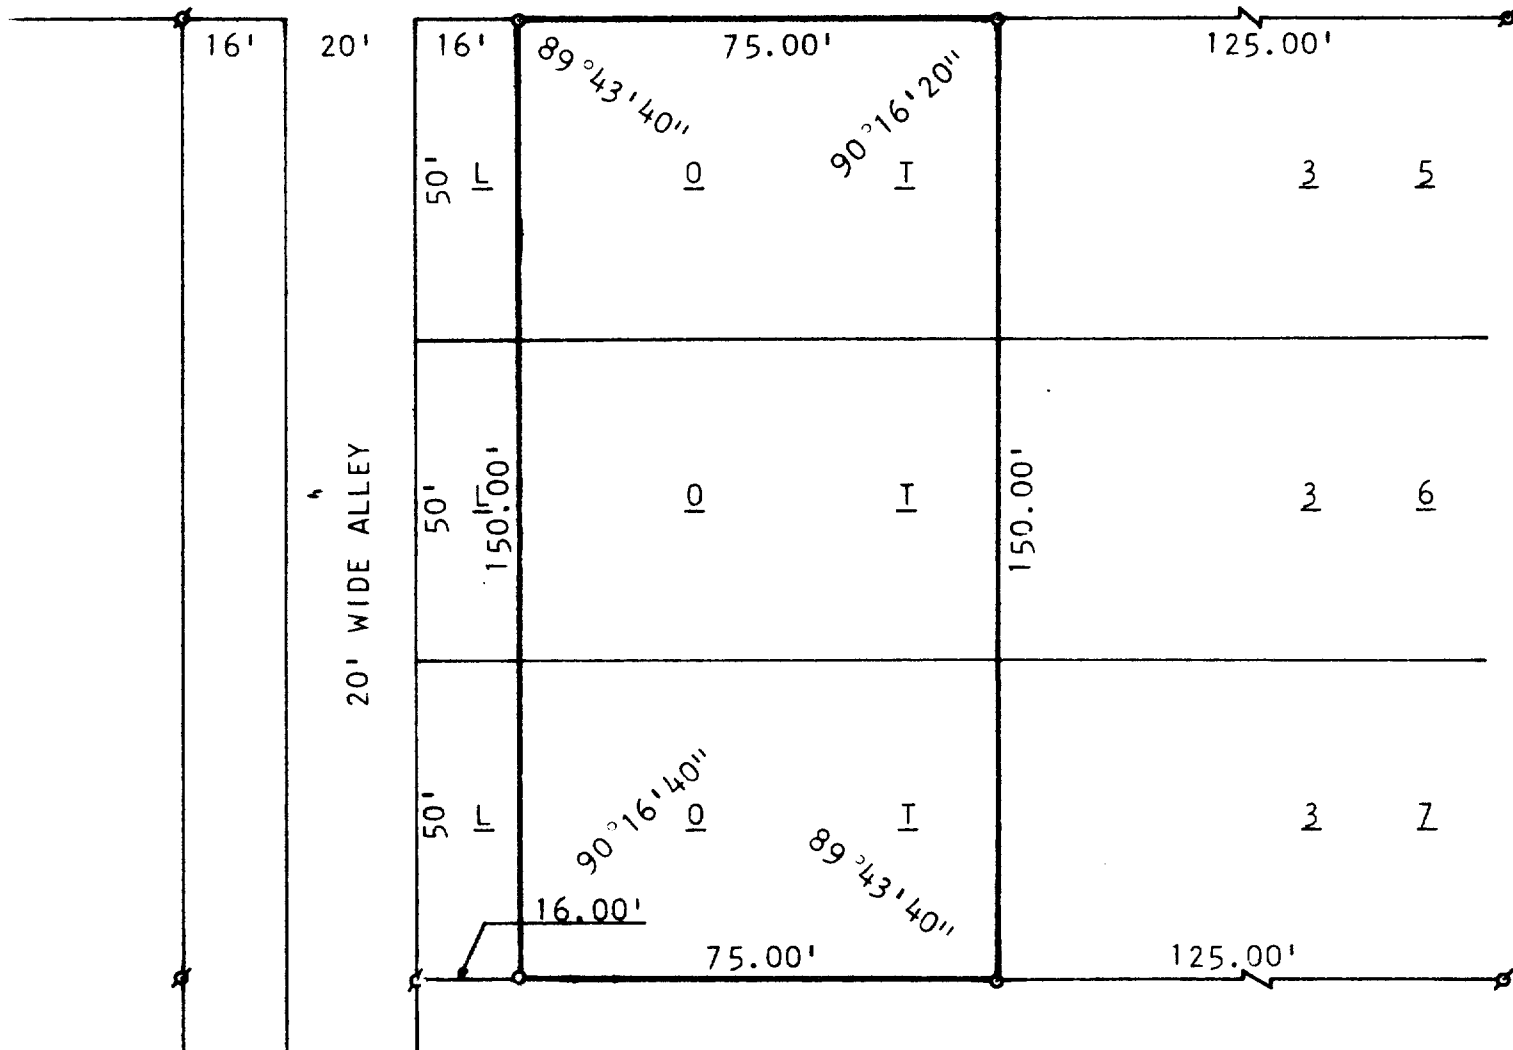 16' 20' 16' 75.00' 125.00'
89°43'40" 90°16'20"
50' L O T 3 5
20' WIDE ALLEY
50' L O T 3 6
150.00' 150.00'
50' L O T 3 7
90°16'40" 89°43'40"
16.00'
75.00' 125.00'